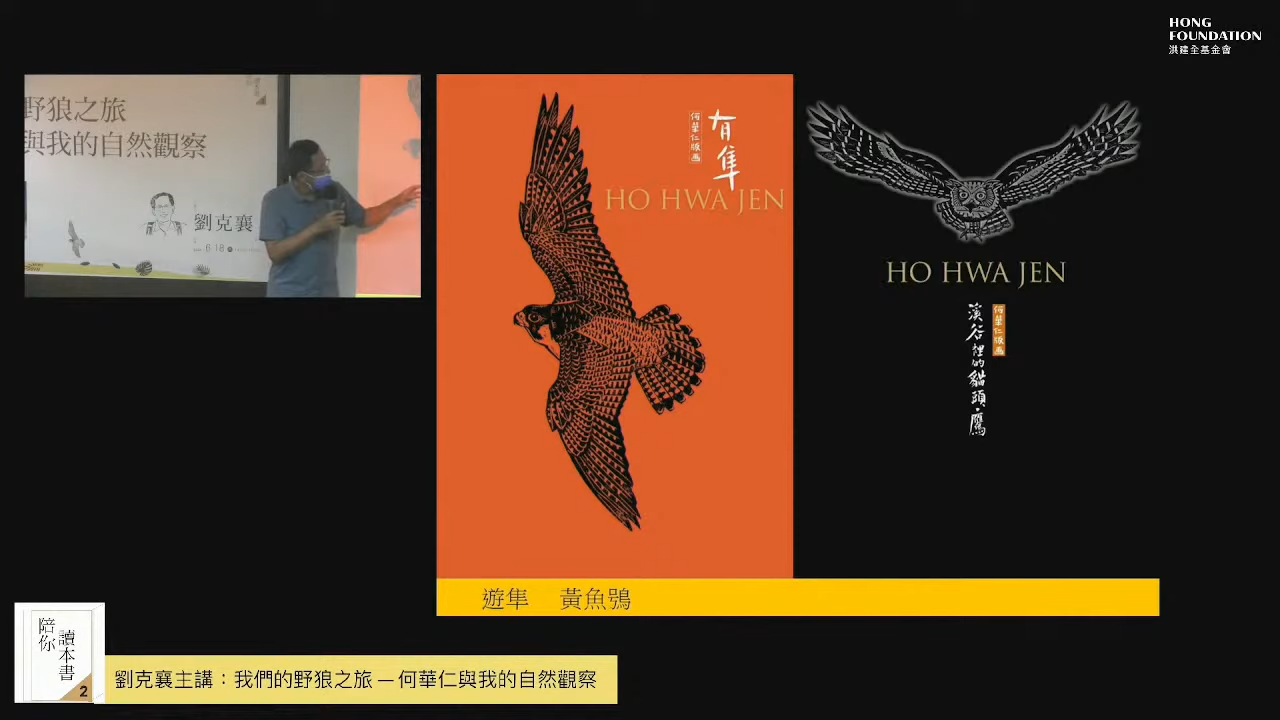 HONG
FOUNDATION
洪建全基金會
野狼之旅
與我的自然觀察
劉克襄
6.18
有隼
何華仁版画
HO HWA JEN
HO HWA JEN
何華仁版画
溪谷裡的貓頭鷹
遊隼 黃魚鴞
陪你
讀本書
2
劉克襄主講：我們的野狼之旅 — 何華仁與我的自然觀察